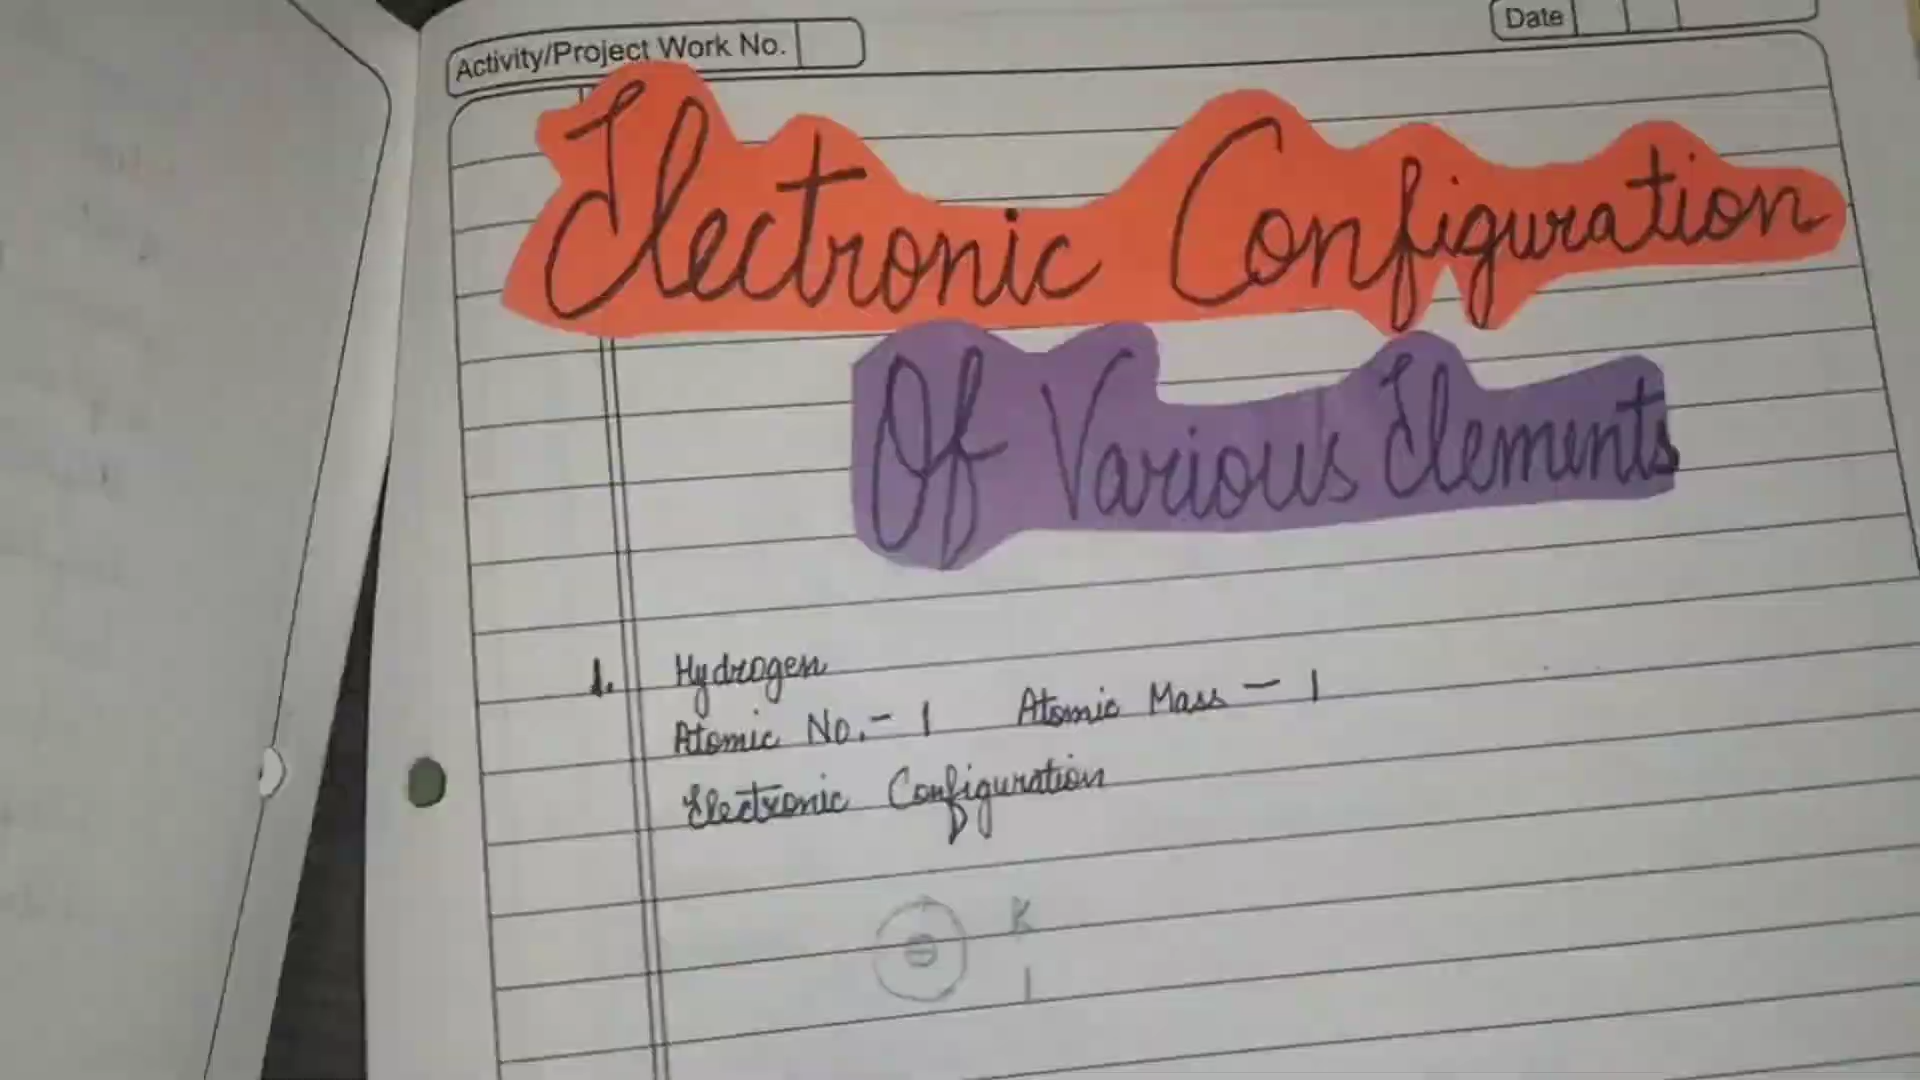 Activity/Project Work No.
Date
Electronic Configuration
Of Various Elements
1. Hydrogen
Atomic No.- 1 Atomic Mass - 1
Electronic Configuration
K
1